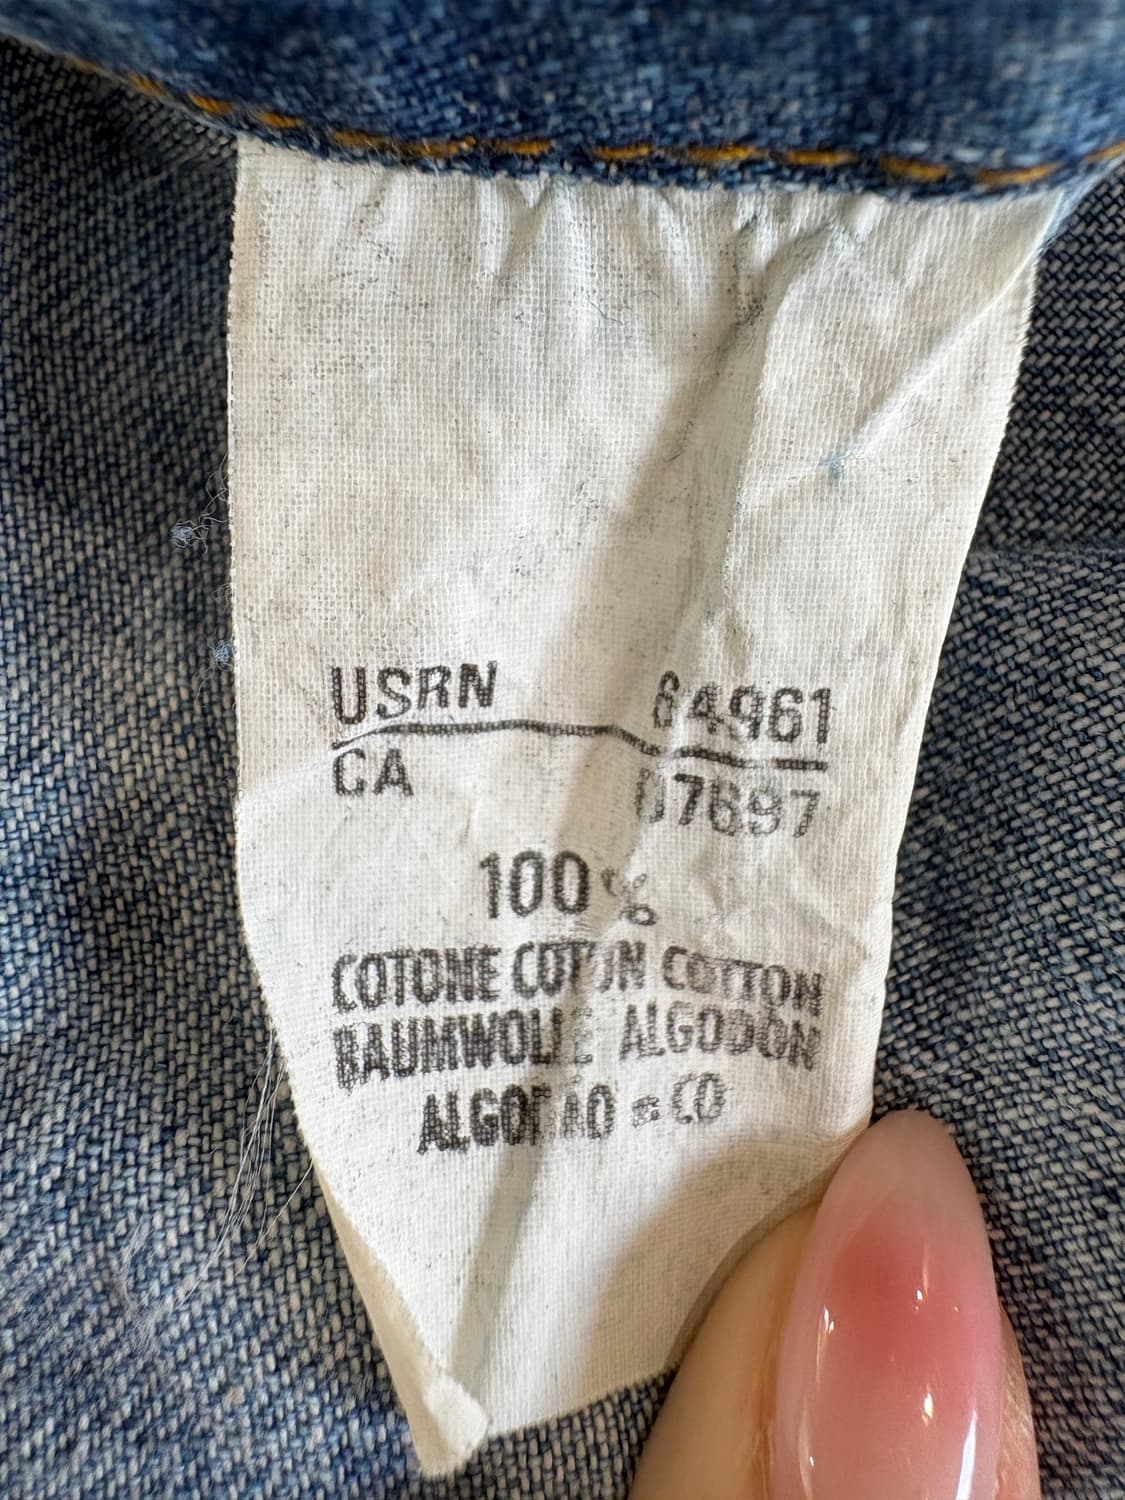 USRN 64961
CA 07697
100%
COTONE COTON COTTON
BAUMWOLLE ALGODON
ALGODAO = CO